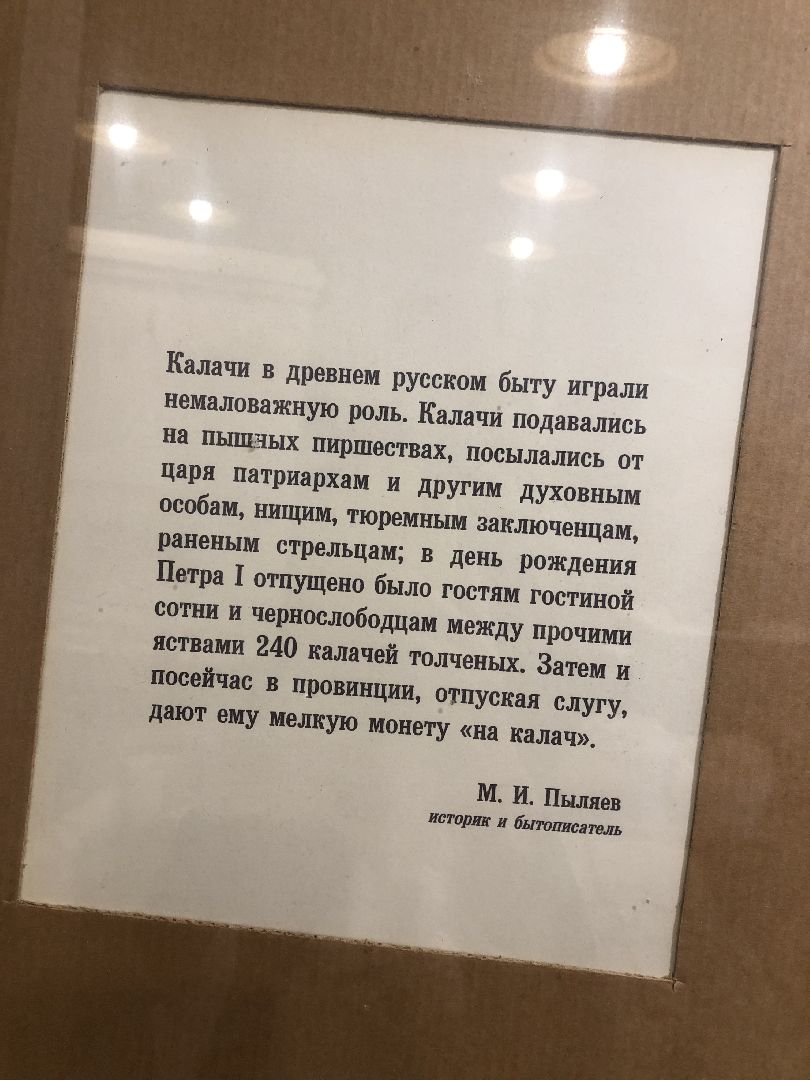 Калачи в древнем русском быту играли
немаловажную роль. Калачи подавались
на пышных пиршествах, посылались от
царя патриархам и другим духовным
особам, нищим, тюремным заключенцам,
раненым стрельцам; в день рождения
Петра I отпущено было гостям гостиной
сотни и чернослободцам между прочими
яствами 240 калачей толченых. Затем и
посейчас в провинции, отпуская слугу,
дают ему мелкую монету «на калач».
М. И. Пыляев
историк и бытописатель